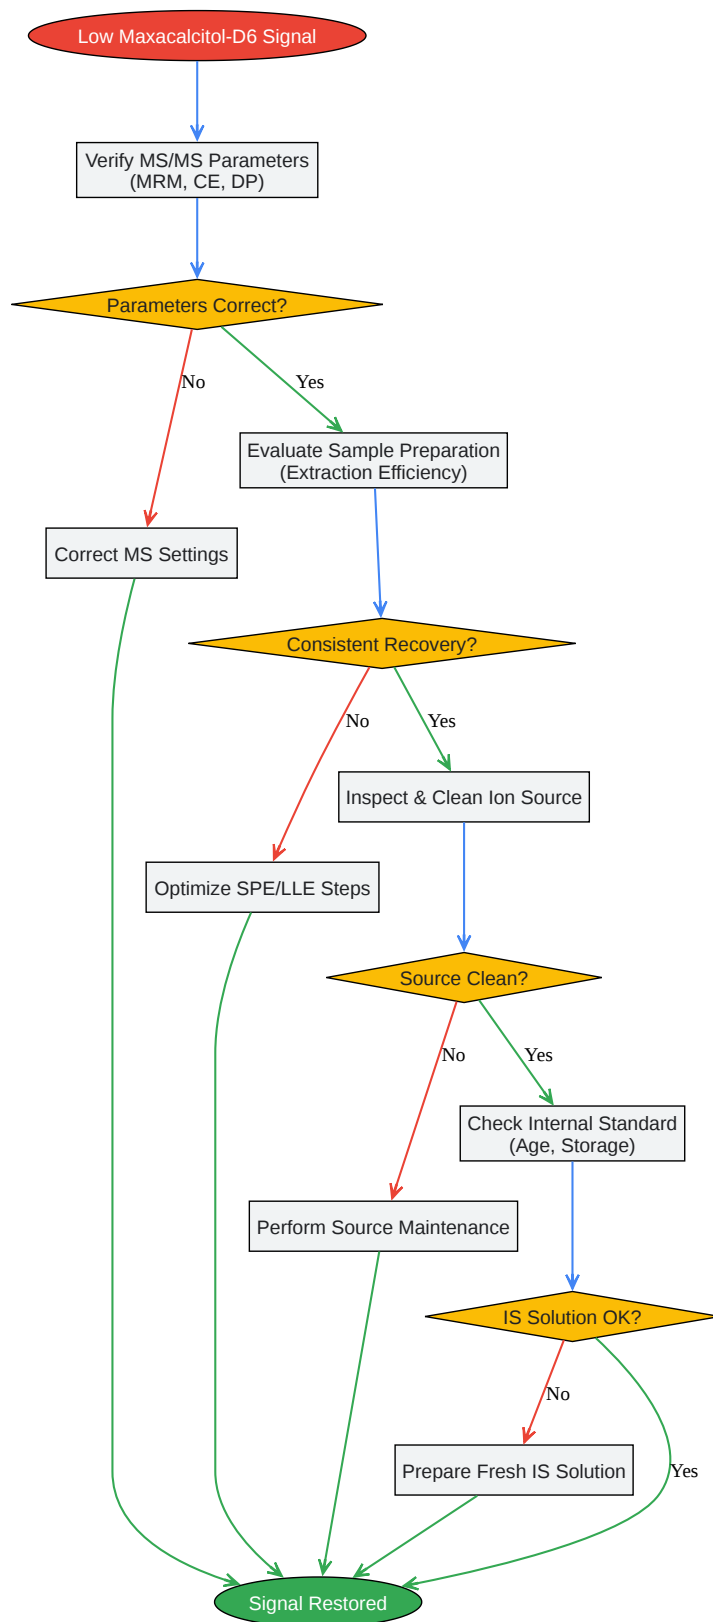 Low Maxacalcitol-D6 Signal
Verify MS/MS Parameters
(MRM, CE, DP)
Parameters Correct?
No
Yes
Evaluate Sample Preparation
(Extraction Efficiency)
Correct MS Settings
Consistent Recovery?
No
Yes
Inspect & Clean Ion Source
Optimize SPE/LLE Steps
Source Clean?
No
Yes
Check Internal Standard
(Age, Storage)
Perform Source Maintenance
IS Solution OK?
No
Prepare Fresh IS Solution
Yes
Signal Restored